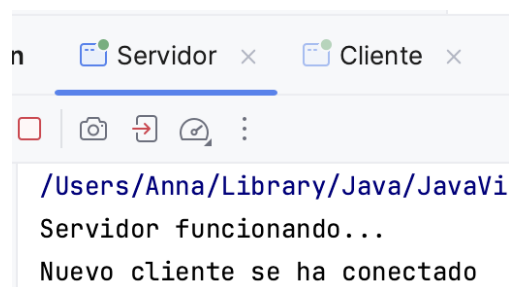 n Servidor Cliente
/Users/Anna/Library/Java/JavaVi
Servidor funcionando...
Nuevo cliente se ha conectado